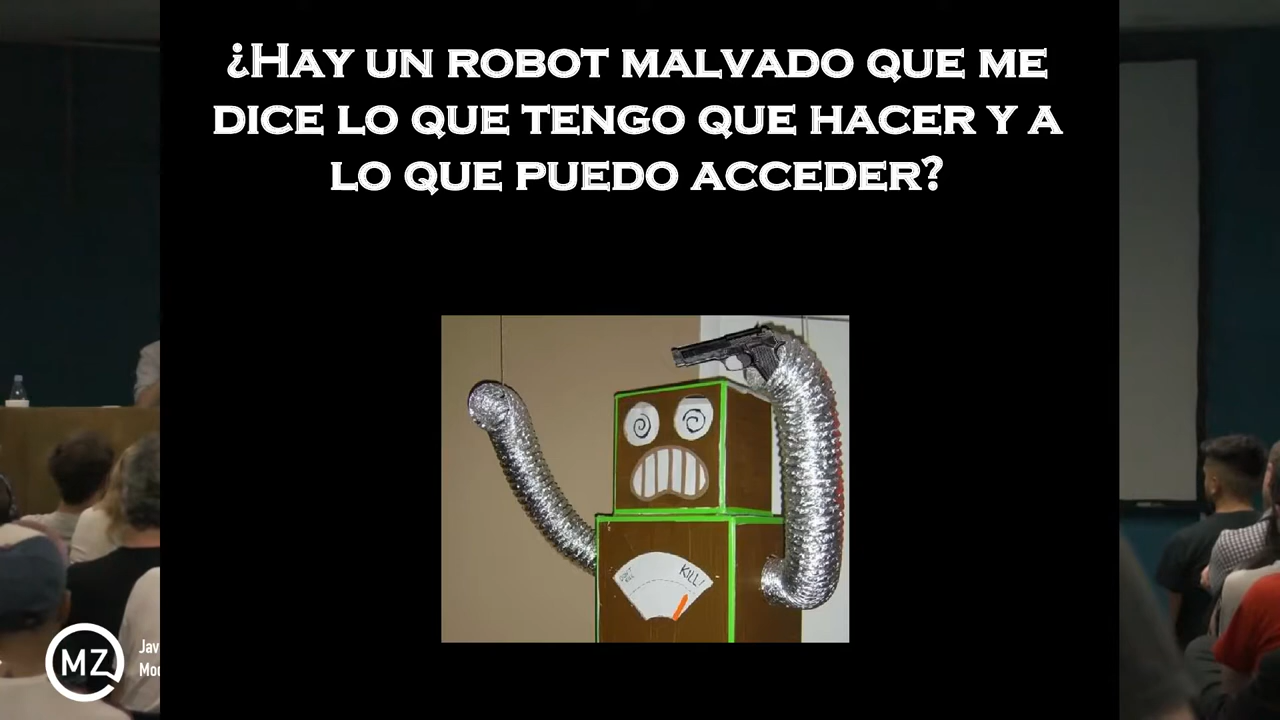 ¿HAY UN ROBOT MALVADO QUE ME
DICE LO QUE TENGO QUE HACER Y A
LO QUE PUEDO ACCEDER?
KILL!
MZ